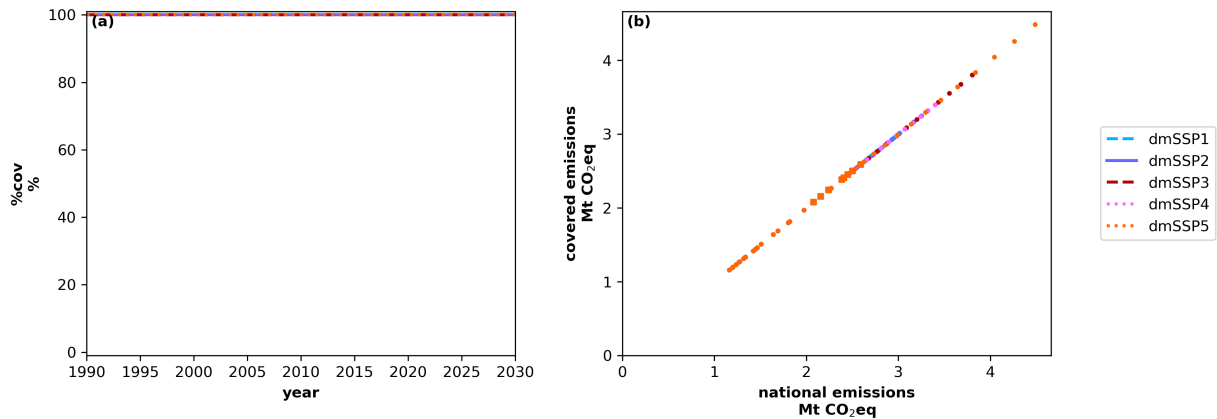 (a)
100
80
60
40
20
0
%cov
%
1990 1995 2000 2005 2010 2015 2020 2025 2030
year
(b)
4
3
2
1
0
covered emissions
Mt CO₂eq
0 1 2 3 4
national emissions
Mt CO₂eq
dmSSP1
dmSSP2
dmSSP3
dmSSP4
dmSSP5